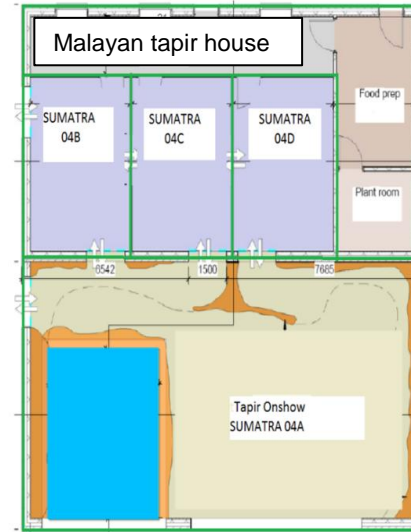 Malayan tapir house
Food prep
SUMATRA
04B
SUMATRA
04C
SUMATRA
04D
Plant room
6542
1500
7685
Tapir Onshow
SUMATRA 04A